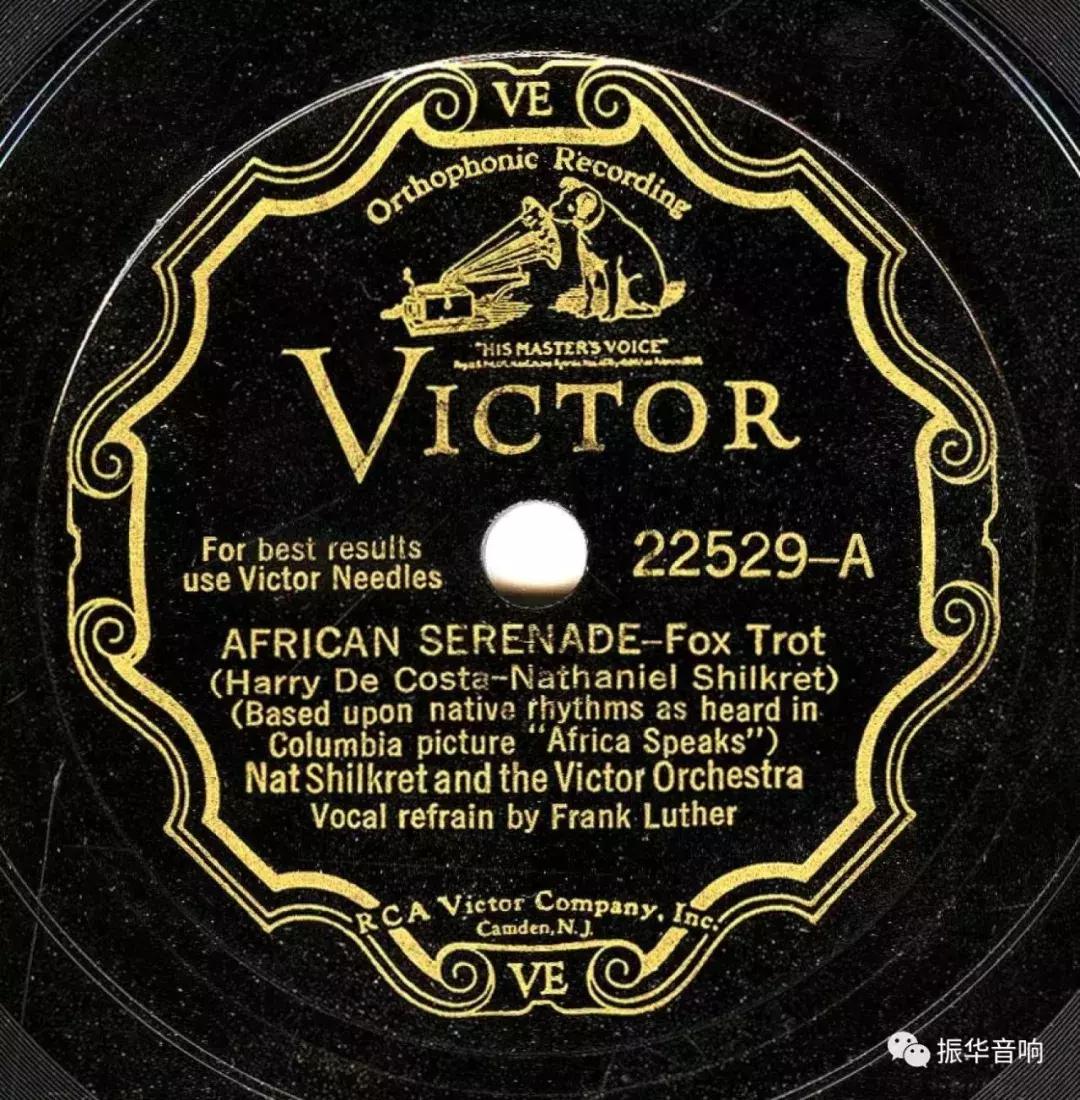 VE
Orthophonic Recording
"HIS MASTER'S VOICE"
VICTOR
For best results
use Victor Needles
22529-A
AFRICAN SERENADE-Fox Trot
(Harry De Costa-Nathaniel Shilkret)
(Based upon native rhythms as heard in
Columbia picture "Africa Speaks")
Nat Shilkret and the Victor Orchestra
Vocal refrain by Frank Luther
RCA Victor Company, Inc.
Camden, N.J.
VE
振华音响